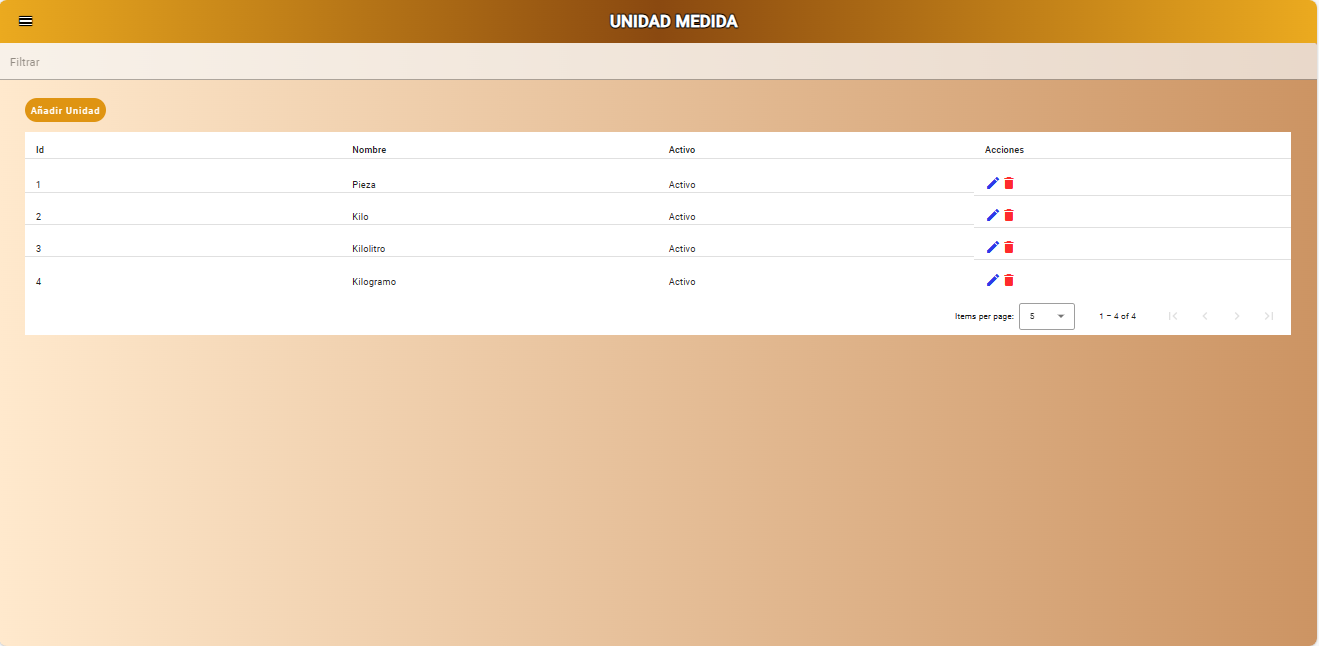 UNIDAD MEDIDA
Filtrar
Añadir Unidad
Id Nombre Activo Acciones
1 Pieza Activo
2 Kilo Activo
3 Kilolitro Activo
4 Kilogramo Activo
Items per page: 5 1 – 4 of 4